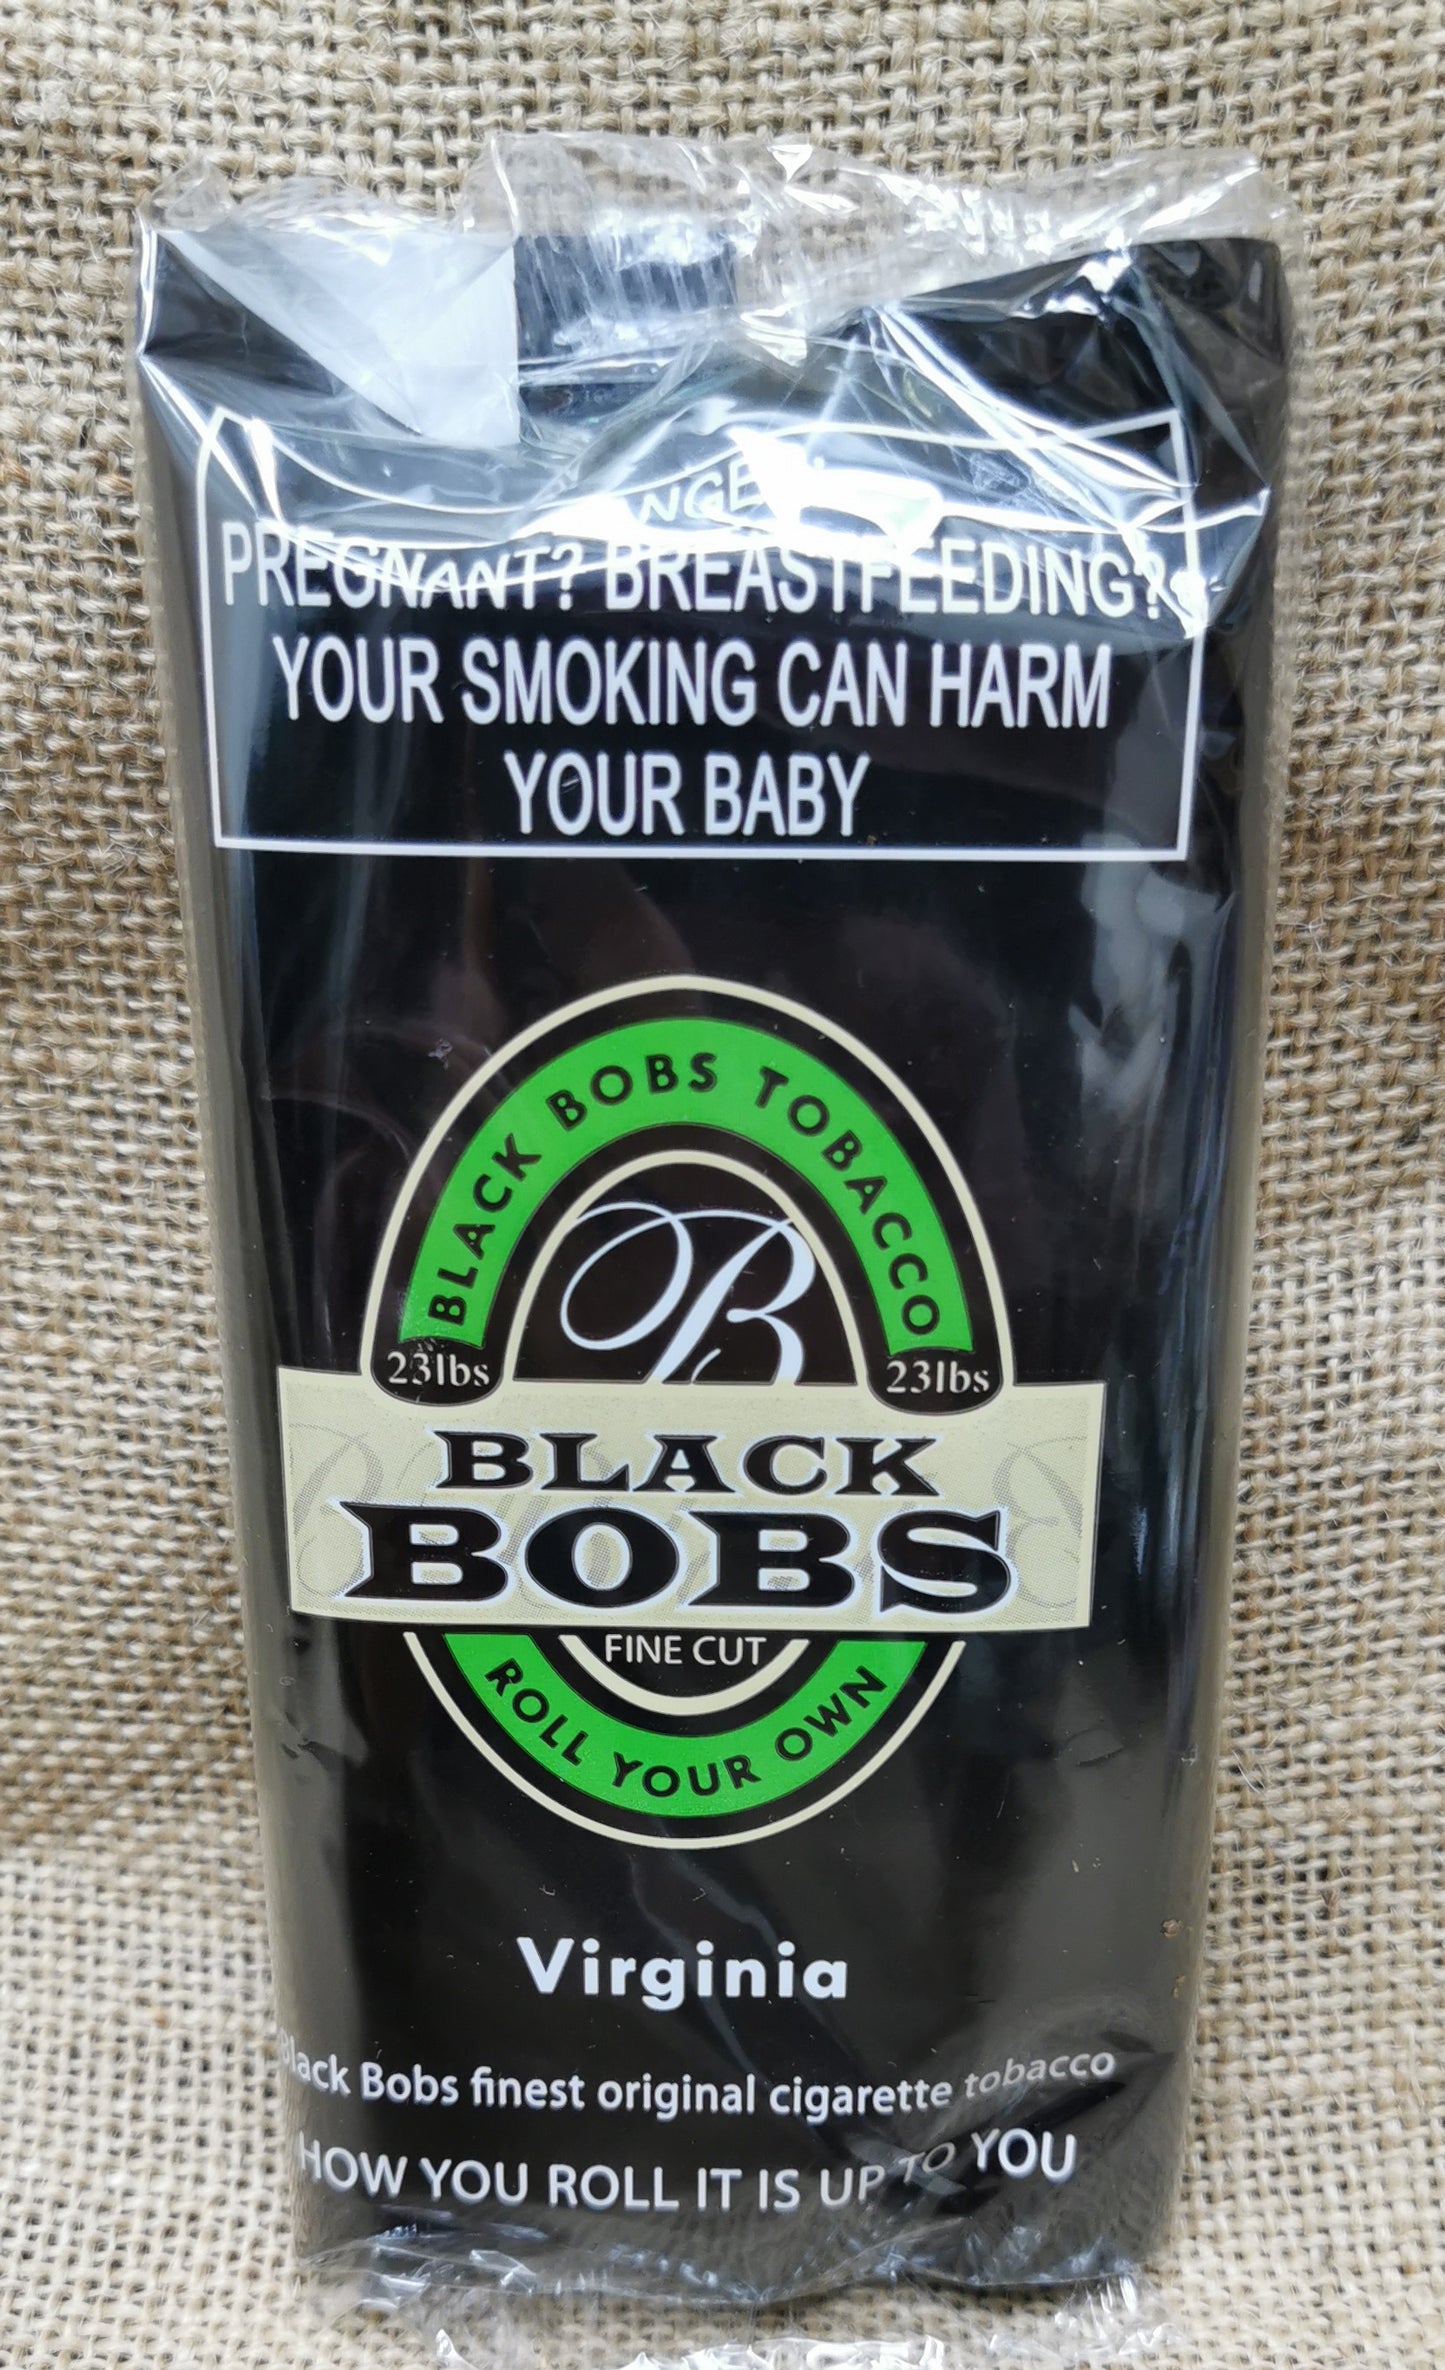 PREGNANT? BREASTFEEDING?
YOUR SMOKING CAN HARM
YOUR BABY
BLACK BOBS TOBACCO
B
23lbs 23lbs
BLACK
BOBS
FINE CUT
ROLL YOUR OWN
Virginia
Black Bobs finest original cigarette tobacco
HOW YOU ROLL IT IS UP TO YOU